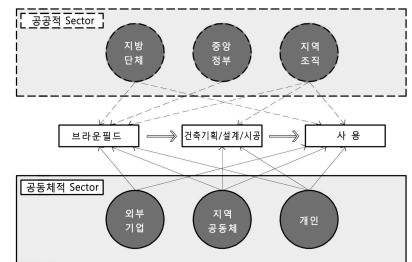 공공적 Sector
지방
단체
중앙
정부
지역
조직
브라운필드
건축기획/설계/시공
사 용
공동체적 Sector
외부
기업
지역
공동체
개인